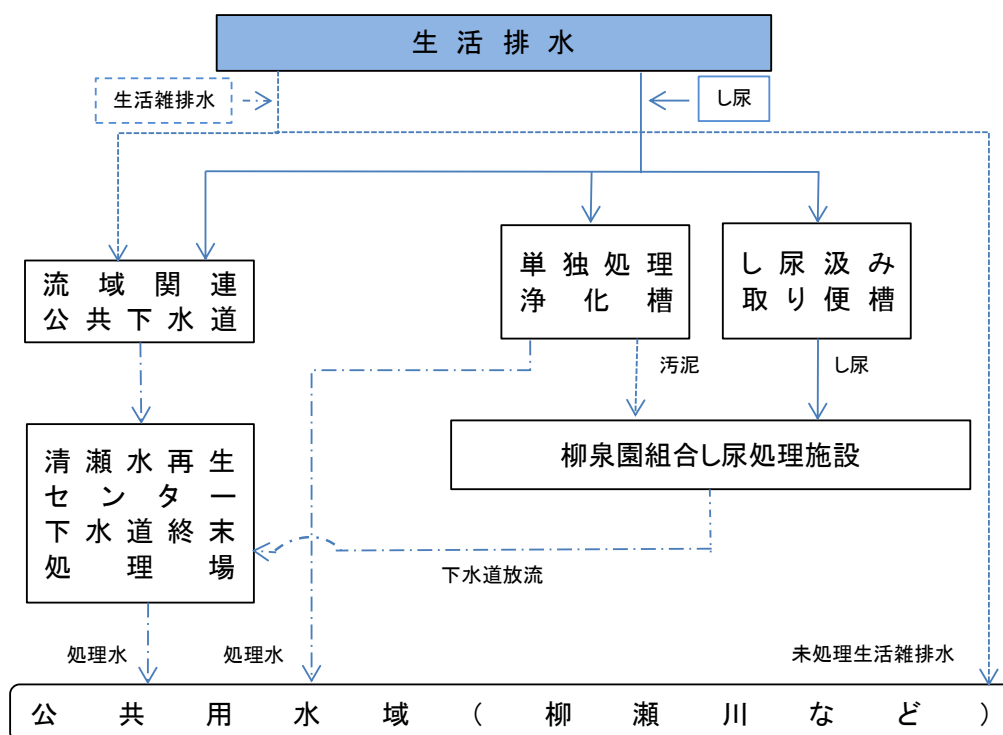 生活排水
生活雑排水
し尿
流域関連
公共下水道
単独処理
浄化槽
し尿汲み
取り便槽
汚泥
し尿
清瀬水再生
センター
下水道終末
処理場
柳泉園組合し尿処理施設
下水道放流
処理水
処理水
未処理生活雑排水
公共用水域(柳瀬川など)